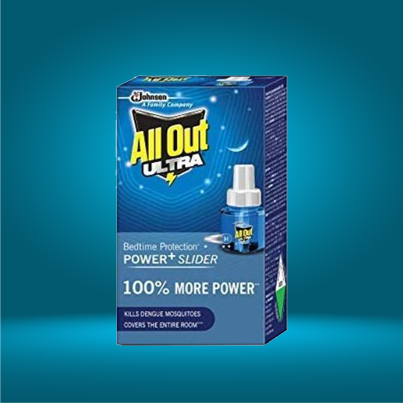 SC Johnson
A Family Company
All Out
ULTRA
All Out
Bedtime Protection*
POWER+ SLIDER
100% MORE POWER**
KILLS DENGUE MOSQUITOES
COVERS THE ENTIRE ROOM***